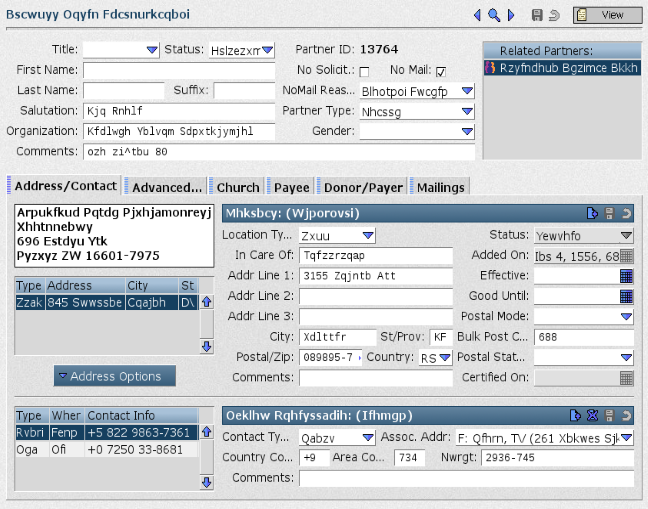 Bscwuyy Oqyfn Fdcsnurkcqboi
View
Title: Status: Hslzezxm Partner ID: 13764
First Name: No Solicit.: No Mail:
Last Name: Suffix: NoMail Reas... Blhotpoi Fwcgfp
Salutation: Kjq Rnhlf Partner Type: Nhcssg
Organization: Kfdlwgh Yblvqm Sdpxtkjymjhl Gender:
Comments: ozh zi^tbu 80
Related Partners:
Rzyfndhub Bgzimce Bkkh
Address/Contact Advanced... Church Payee Donor/Payer Mailings
Arpukfkud Pqtdg Pjxhjamonreyj
Xhhtnnebwy
696 Estdyu Ytk
Pyzxyz ZW 16601-7975
Type Address City St
Zzak 845 Swwssbe Cqajbh D\
Address Options
Mhksbcy: (Wjporovsi)
Location Ty... Zxuu Status: Yewvhfo
In Care Of: Tqfzzrzqap Added On: Ibs 4, 1556, 68
Addr Line 1: 3155 Zqjntb Att Effective:
Addr Line 2: Good Until:
Addr Line 3: Postal Mode:
City: Xdlttfr St/Prov: KF Bulk Post C... 688
Postal/Zip: 089895-7 Country: RS Postal Stat...
Comments: Certified On:
Type Wher Contact Info
Rvbri Fenp +5 822 9863-7361
Oga Ofi +0 7250 33-8681
Oeklhw Rqhfyssadih: (Ifhmgp)
Contact Ty... Qabzv Assoc. Addr: F: Qfhrn, T\/ (261 Xbkwes Sjk
Country Co... +9 Area Co... 734 Nwrgt: 2936-745
Comments: